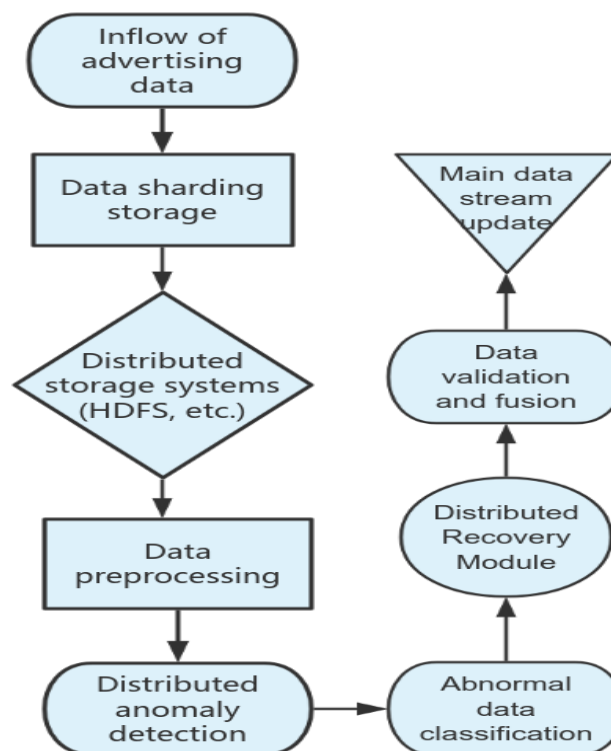 Inflow of
advertising
data
Data sharding
storage
Distributed
storage systems
(HDFS, etc.)
Data
preprocessing
Distributed
anomaly
detection
Abnormal
data
classification
Distributed
Recovery
Module
Data
validation
and fusion
Main data
stream
update